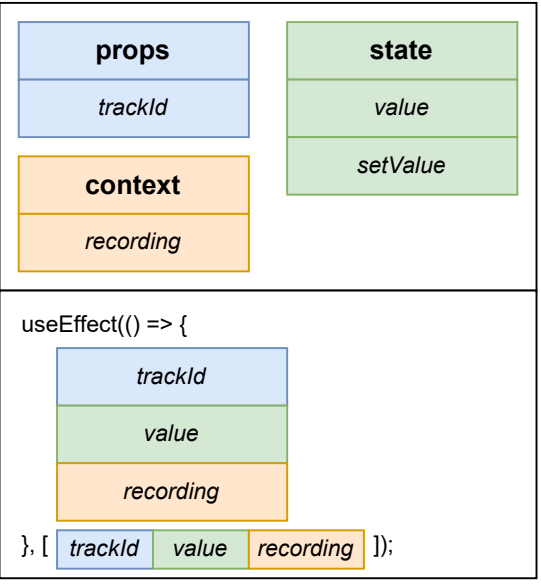 props
trackId
state
value
setValue
context
recording
useEffect(() => {
trackId
value
recording
}, [ trackId value recording ]);